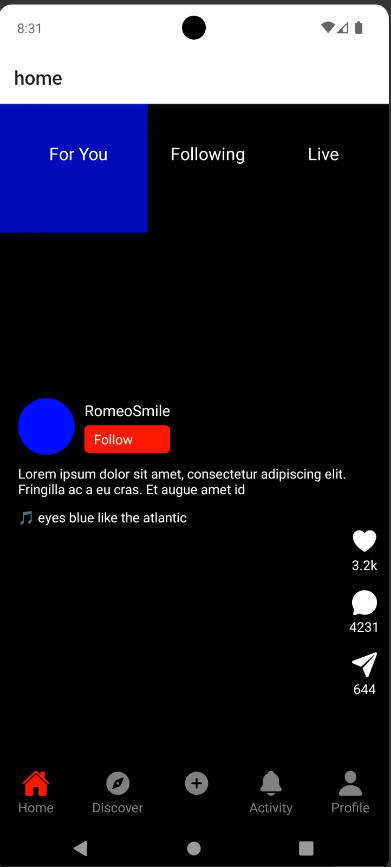 8:31
home
For You Following Live
RomeoSmile
Follow
Lorem ipsum dolor sit amet, consectetur adipiscing elit.
Fringilla ac a eu cras. Et augue amet id
🎵 eyes blue like the atlantic
3.2k
4231
644
Home Discover Activity Profile